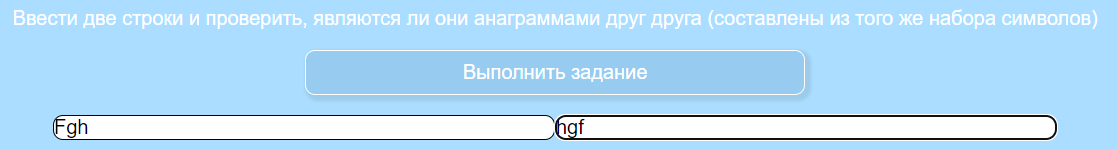 Ввести две строки и проверить, являются ли они анаграммами друг друга (составлены из того же набора символов)
Выполнить задание
Fgh hgf